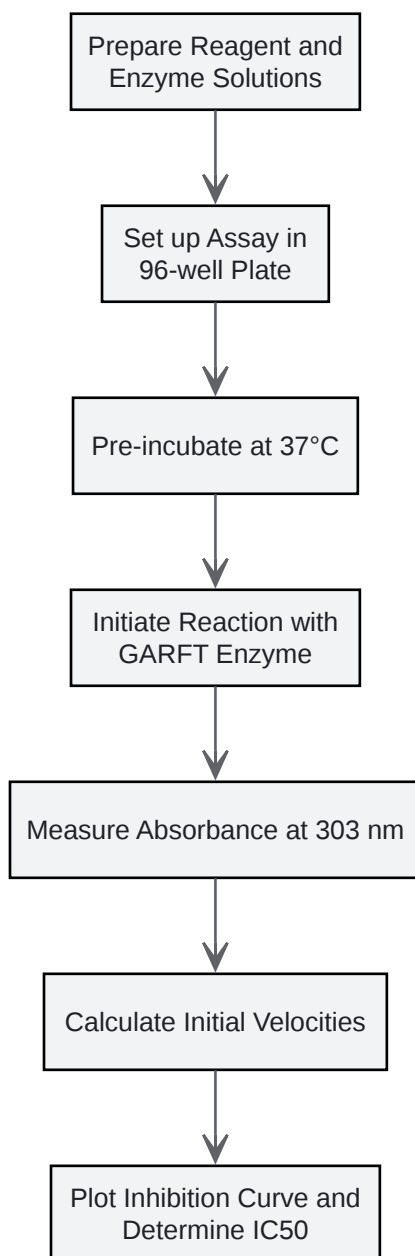 Prepare Reagent and
Enzyme Solutions
Set up Assay in
96-well Plate
Pre-incubate at 37°C
Initiate Reaction with
GARFT Enzyme
Measure Absorbance at 303 nm
Calculate Initial Velocities
Plot Inhibition Curve and
Determine IC50